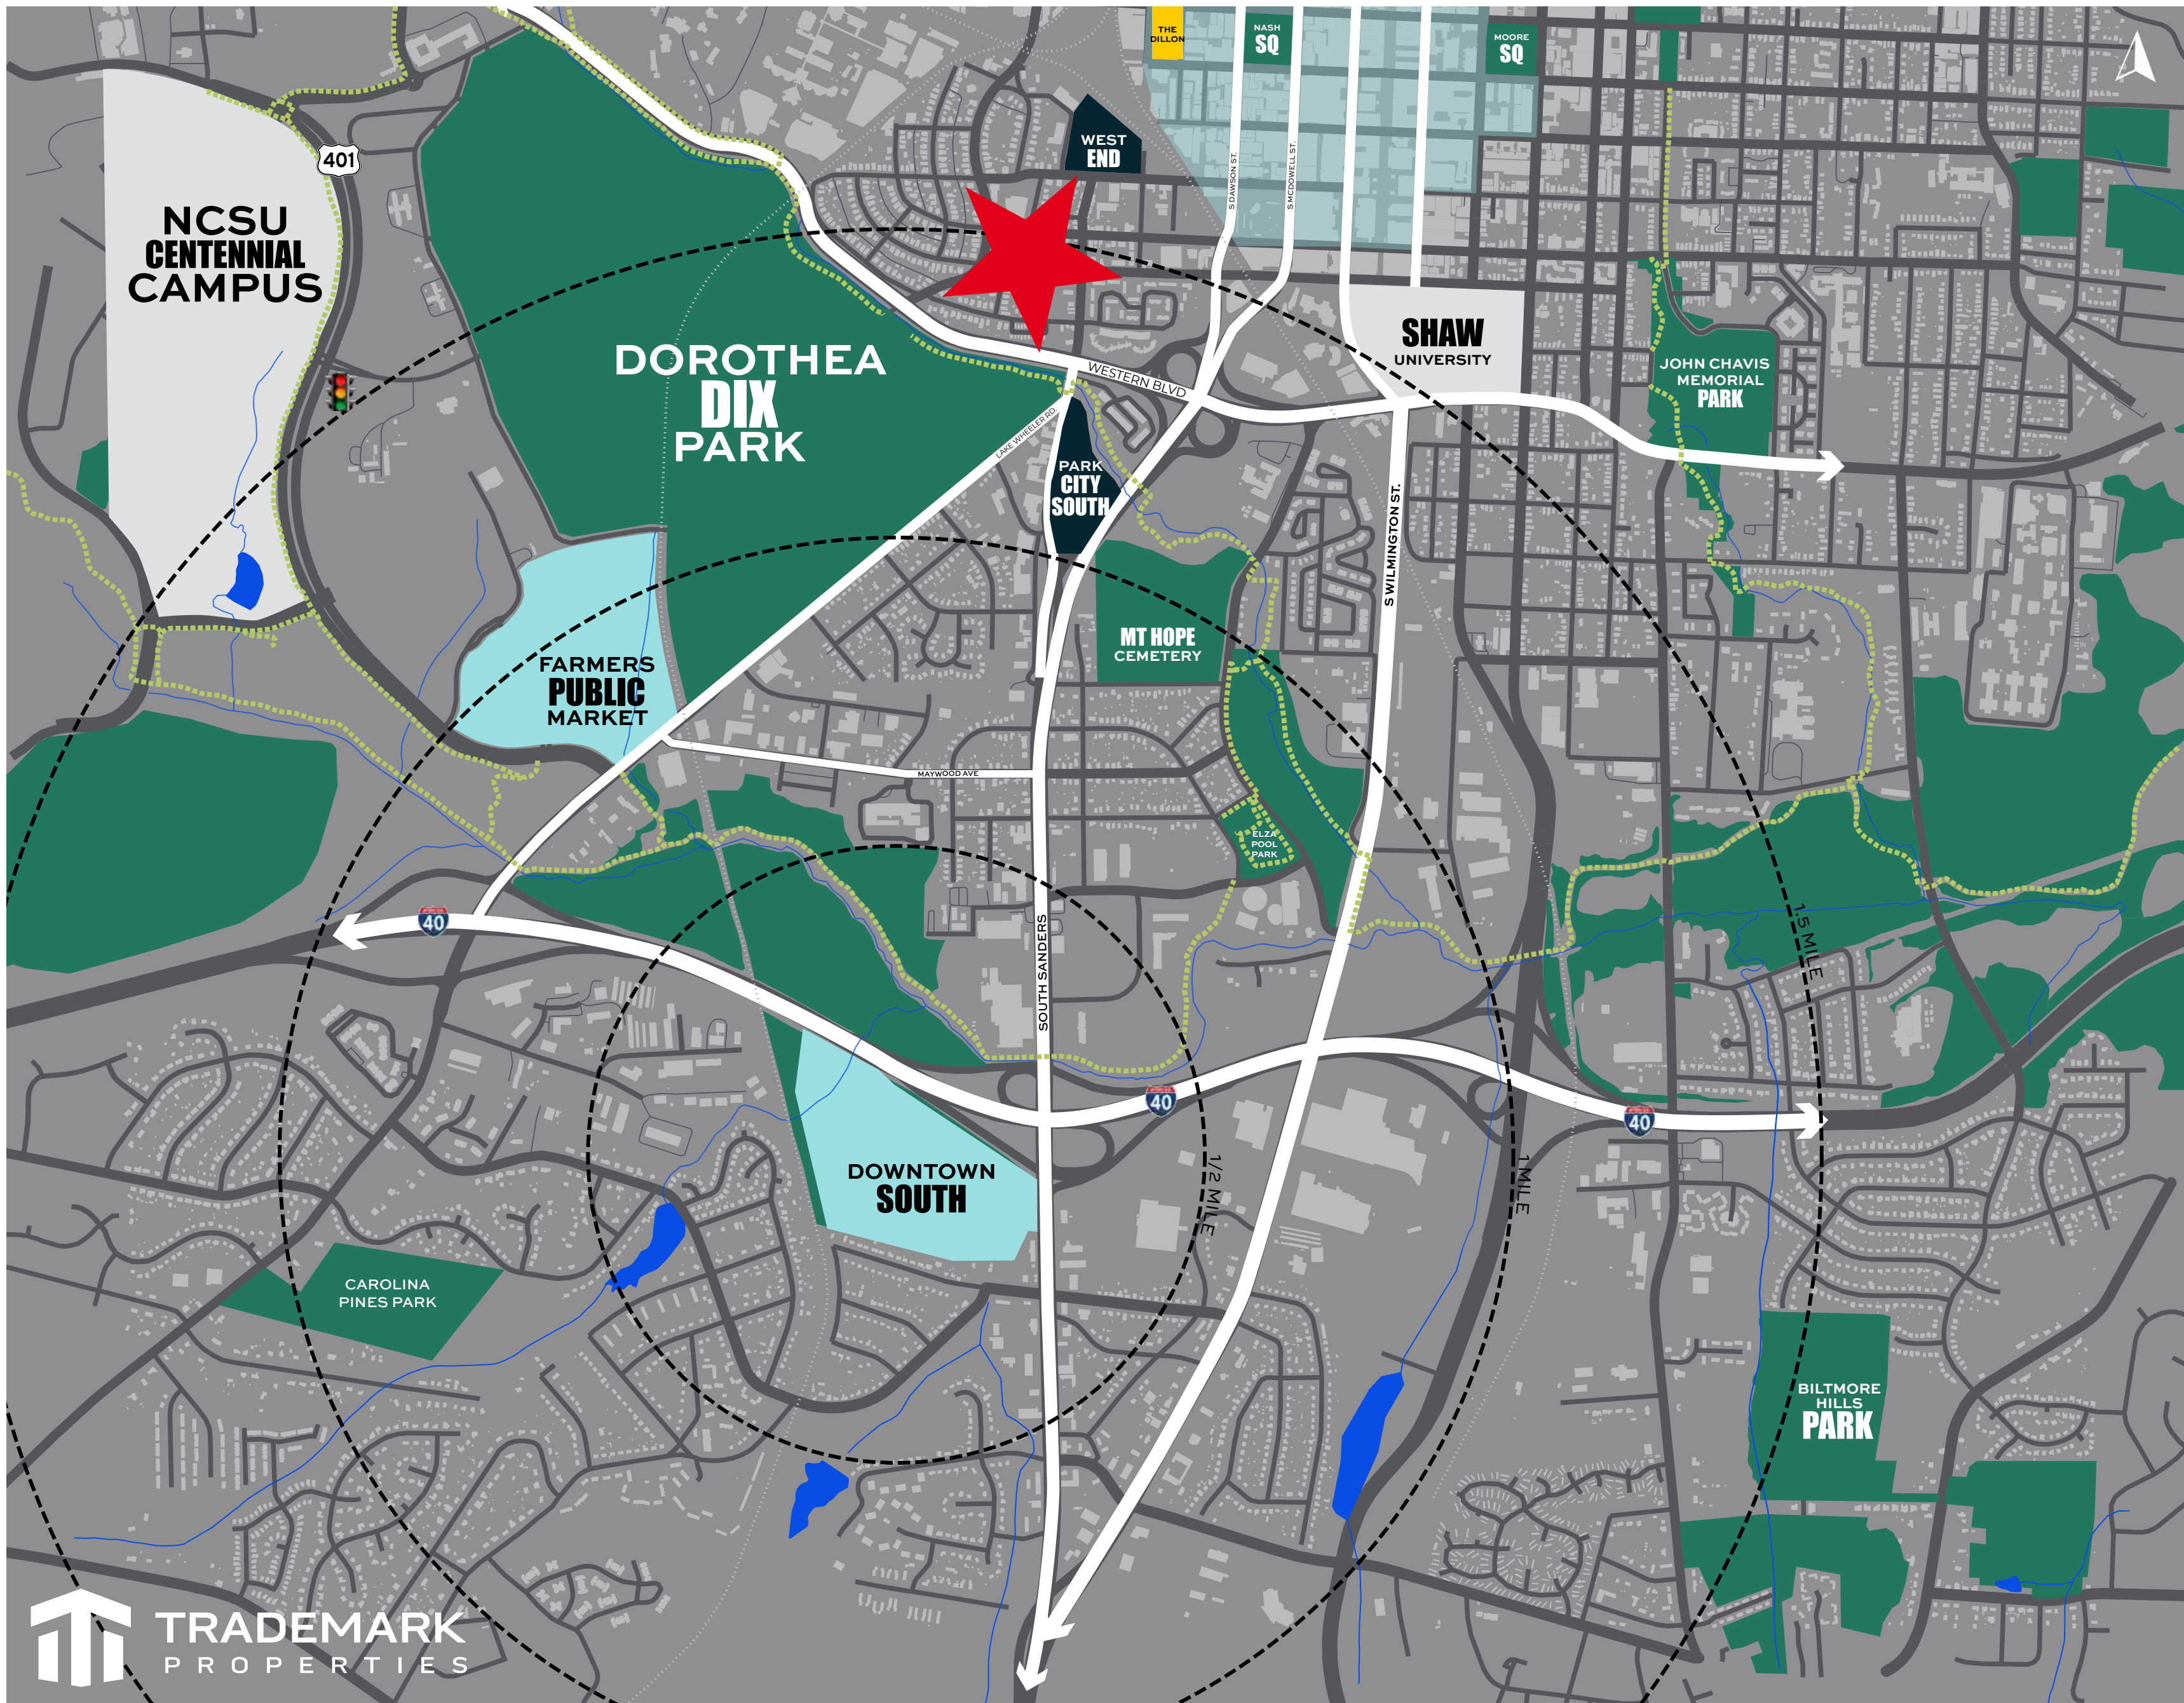 THE
DILLON
NASH
SQ
MOORE
SQ
WEST
END
401
S DAWSON ST.
S MCDOWELL ST.
NCSU
CENTENNIAL
CAMPUS
SHAW
UNIVERSITY
DOROTHEA
DIX
PARK
WESTERN BLVD
JOHN CHAVIS
MEMORIAL
PARK
LAKE WHEELER RD.
PARK
CITY
SOUTH
S WILMINGTON ST.
MT HOPE
CEMETERY
FARMERS
PUBLIC
MARKET
MAYWOOD AVE
ELZA
POOL
PARK
40
SOUTH SANDERS
1.5 MILE
40
40
DOWNTOWN
SOUTH
1/2 MILE
1 MILE
CAROLINA
PINES PARK
BILTMORE
HILLS
PARK
TRADEMARK
PROPERTIES